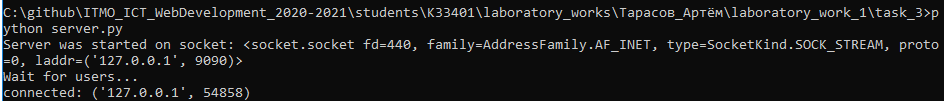 C:\github\ITMO_ICT_WebDevelopment_2020-2021\students\K33401\laboratory_works\Тарасов_Артём\laboratory_work_1\task_3>p
ython server.py
Server was started on socket: <socket.socket fd=440, family=AddressFamily.AF_INET, type=SocketKind.SOCK_STREAM, proto
=0, laddr=('127.0.0.1', 9090)>
Wait for users...
connected: ('127.0.0.1', 54858)